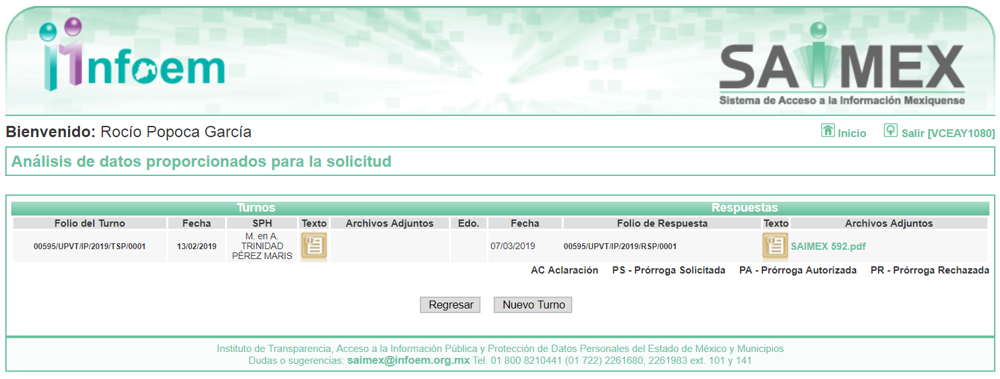 infoem
SAIMEX
Sistema de Acceso a la Información Mexiquense
Bienvenido: Rocío Popoca García
Inicio Salir [VCEAY1080]
Análisis de datos proporcionados para la solicitud
Turnos Respuestas
Folio del Turno Fecha SPH Texto Archivos Adjuntos Edo. Fecha Folio de Respuesta Texto Archivos Adjuntos
00595/UPVT/IP/2019/TSP/0001 13/02/2019 M. en A. TRINIDAD PÉREZ MARIS 07/03/2019 00595/UPVT/IP/2019/RSP/0001 SAIMEX 592.pdf
AC Aclaración PS - Prórroga Solicitada PA - Prórroga Autorizada PR - Prórroga Rechazada
Regresar Nuevo Turno
Instituto de Transparencia, Acceso a la Información Pública y Protección de Datos Personales del Estado de México y Municipios
Dudas o sugerencias: saimex@infoem.org.mx Tel. 01 800 8210441 (01 722) 2261680, 2261983 ext. 101 y 141